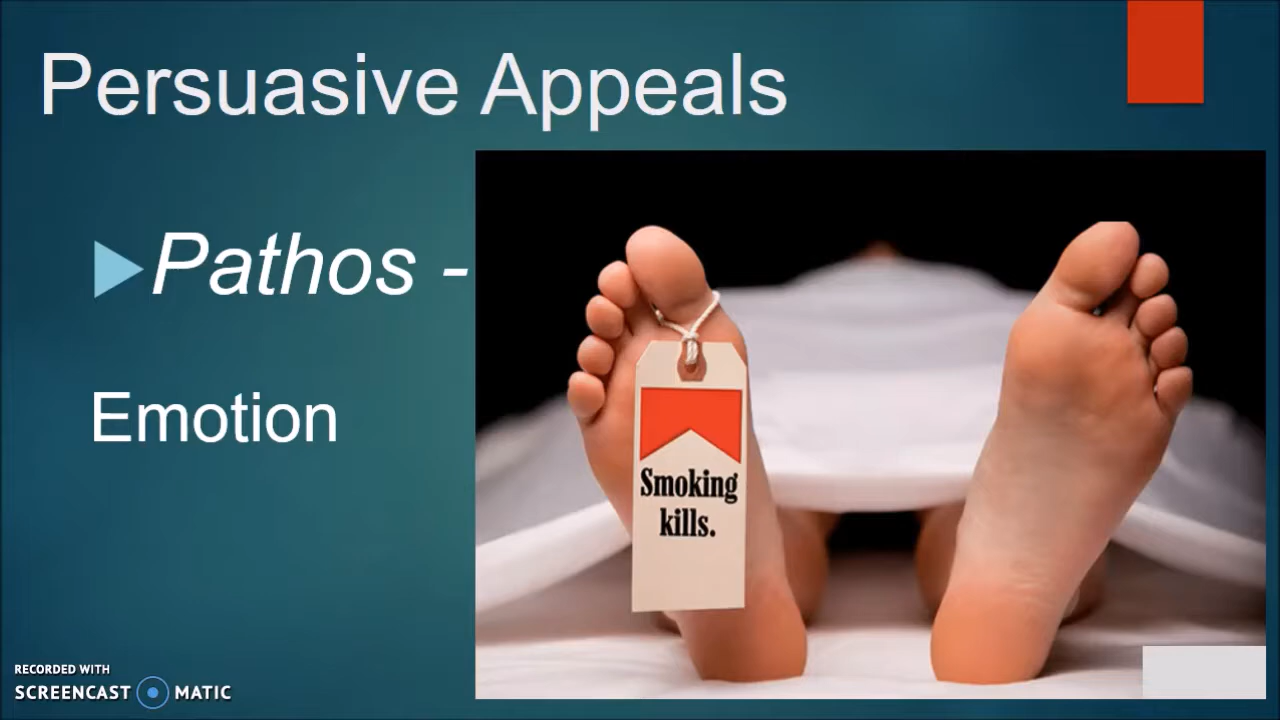 Persuasive Appeals
Pathos -
Emotion
Smoking
kills.
RECORDED WITH
SCREENCAST MATIC